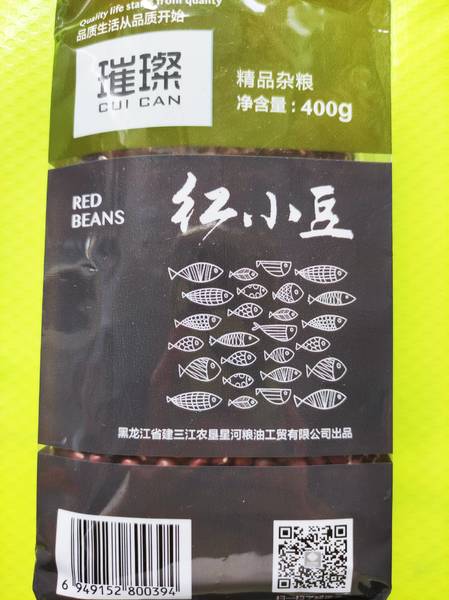 Quality life starts from quality
品质生活从品质开始
璀璨
CUI CAN
精品杂粮
净含量：400g
RED
BEANS
红小豆
黑龙江省建三江农垦星河粮油工贸有限公司出品
6 949152 800394